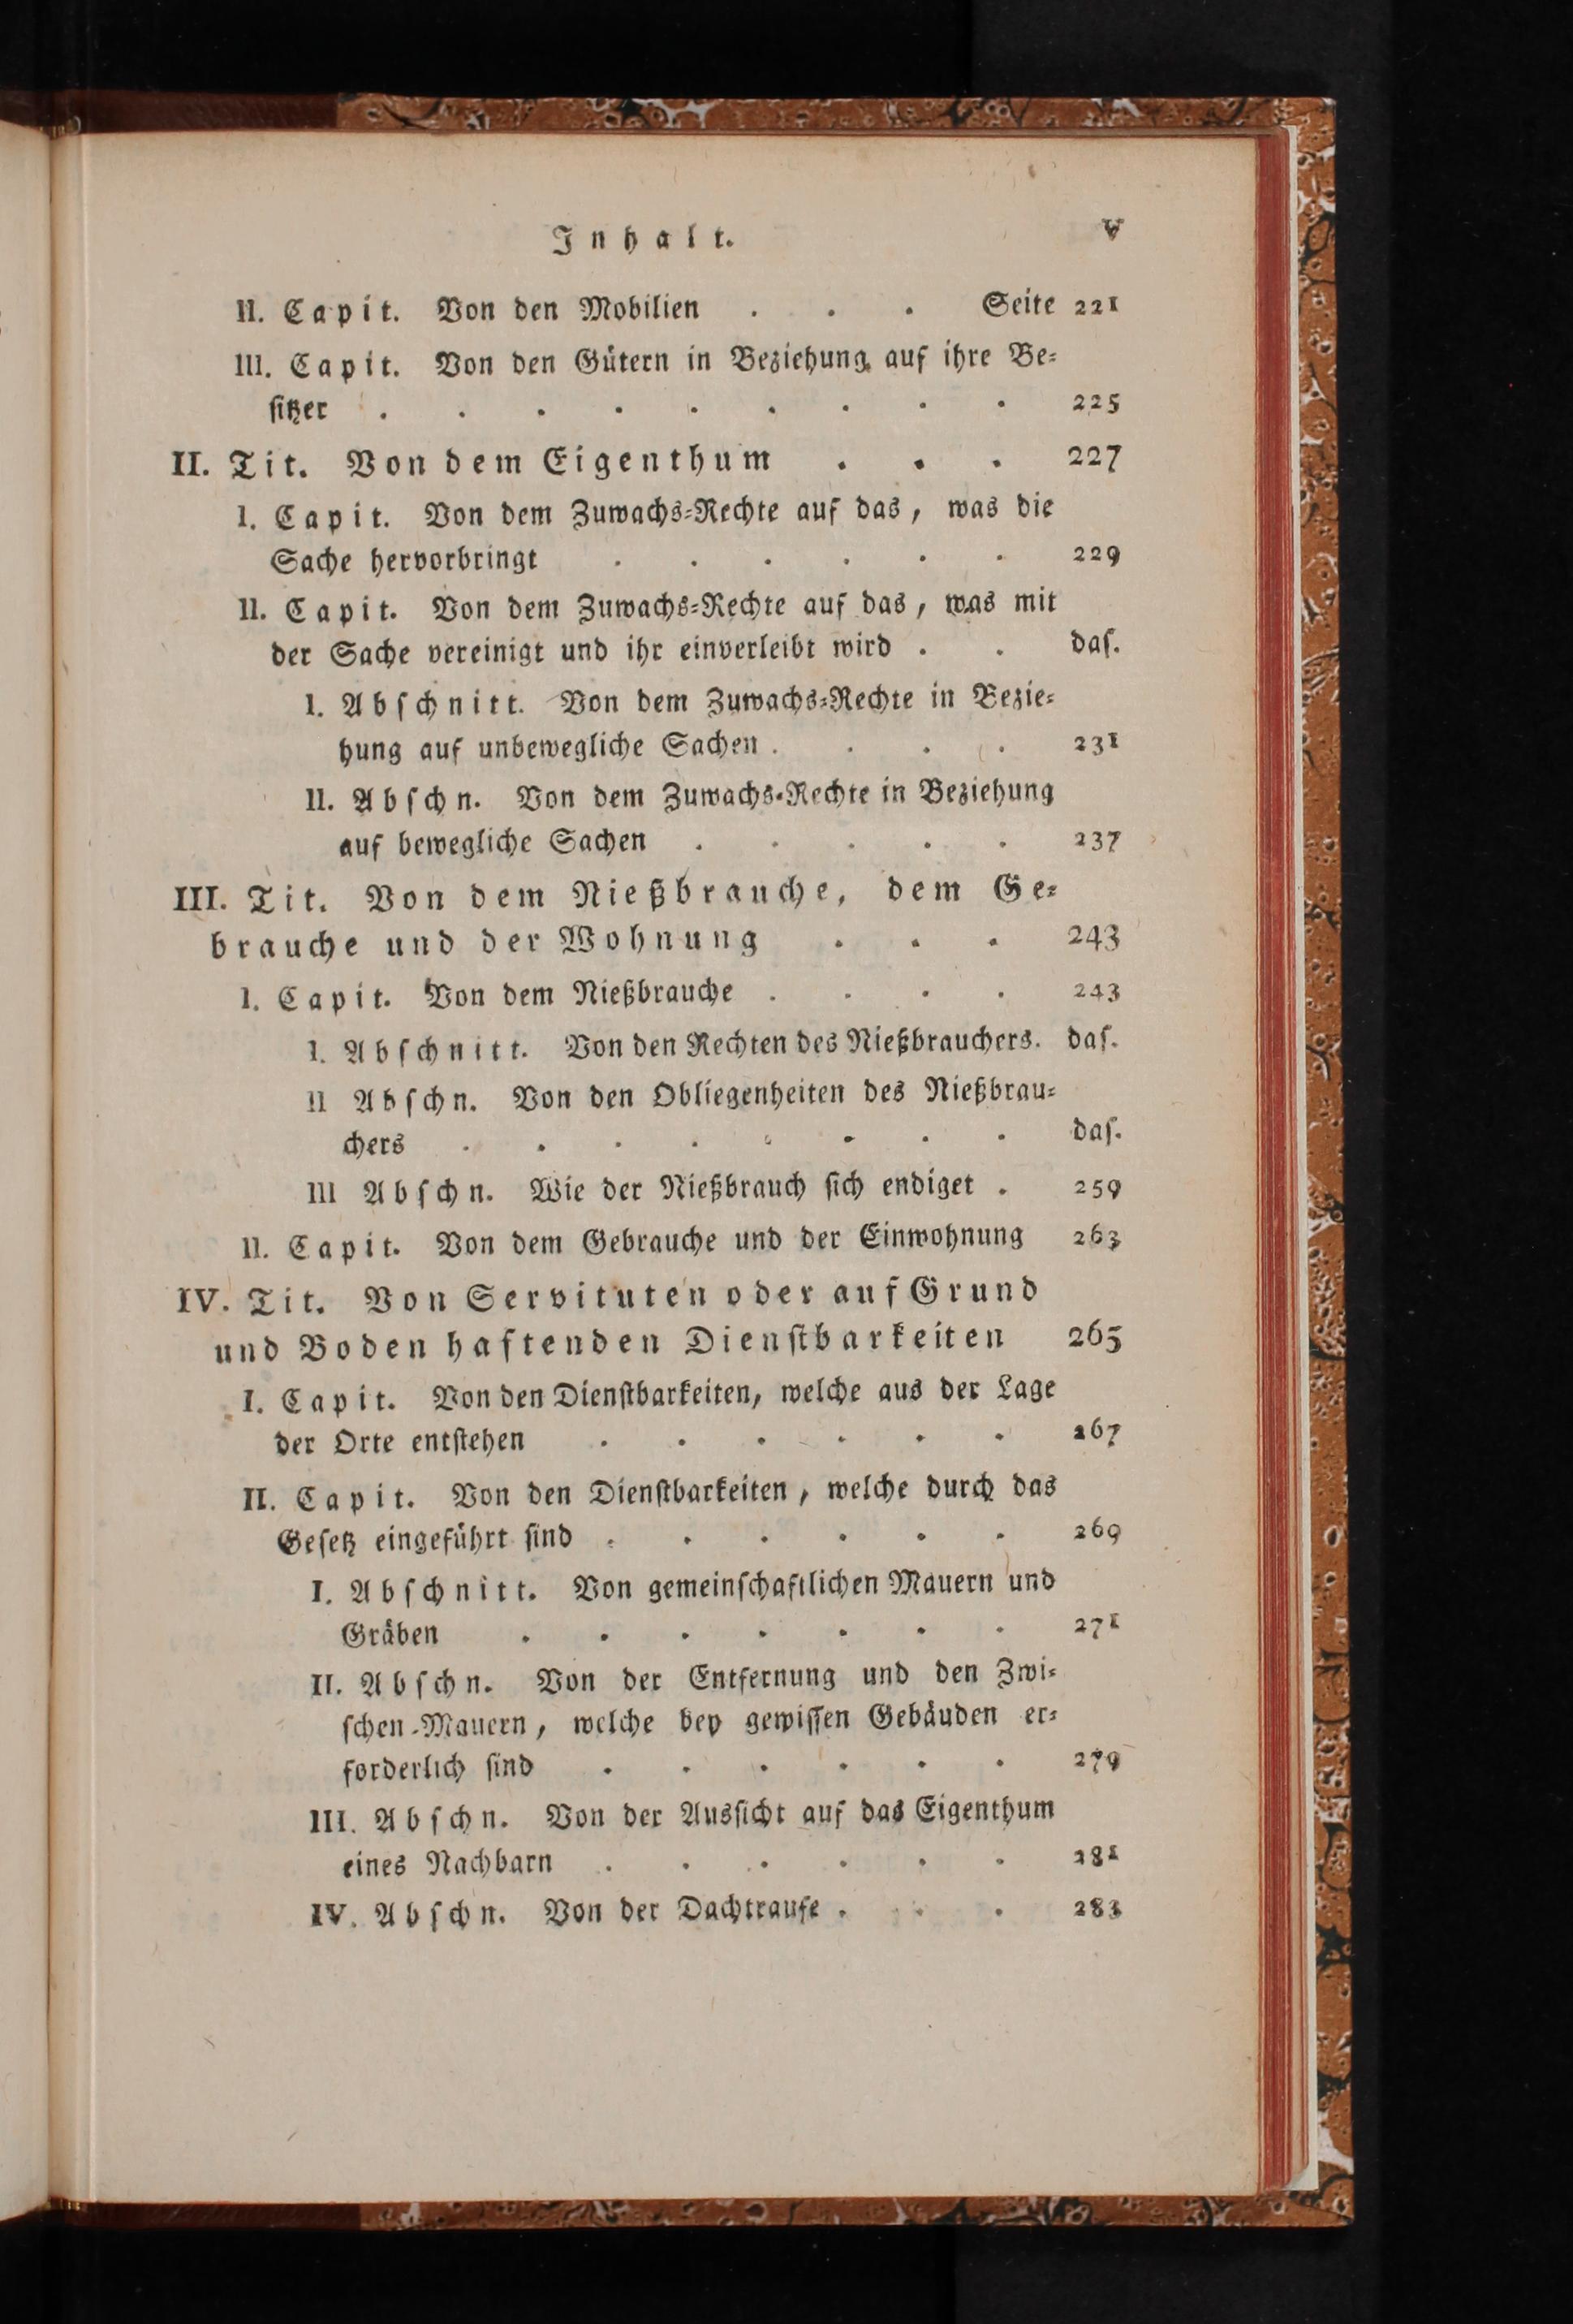 Inhalt. V
II. Capit. Von den Mobilien . . . Seite 221
III. Capit. Von den Gütern in Beziehung auf ihre Be-
sitzer . . . . . . . . . 225
II. Tit. Von dem Eigenthum . . . 227
I. Capit. Von dem Zuwachs-Rechte auf das, was die
Sache hervorbringt . . . . . . 229
II. Capit. Von dem Zuwachs-Rechte auf das, was mit
der Sache vereinigt und ihr einverleibt wird . . das.
I. Abschnitt. Von dem Zuwachs-Rechte in Bezie-
hung auf unbewegliche Sachen . . . . 231
II. Abschn. Von dem Zuwachs-Rechte in Beziehung
auf bewegliche Sachen . . . . . 237
III. Tit. Von dem Nießbrauche, dem Ge-
brauche und der Wohnung . . . 243
I. Capit. Von dem Nießbrauche . . . . 243
I. Abschnitt. Von den Rechten des Nießbrauchers. das.
II Abschn. Von den Obliegenheiten des Nießbrau-
chers . . . . . . . . das.
III Abschn. Wie der Nießbrauch sich endiget . 259
II. Capit. Von dem Gebrauche und der Einwohnung 263
IV. Tit. Von Servituten oder auf Grund
und Boden haftenden Dienstbarkeiten 265
I. Capit. Von den Dienstbarkeiten, welche aus der Lage
der Orte entstehen . . . . . . 267
II. Capit. Von den Dienstbarkeiten, welche durch das
Gesetz eingeführt sind . . . . . . 269
I. Abschnitt. Von gemeinschaftlichen Mauern und
Gräben . . . . . . . 271
II. Abschn. Von der Entfernung und den Zwi-
schen-Mauern, welche bey gewissen Gebäuden er-
forderlich sind . . . . . . 279
III. Abschn. Von der Aussicht auf das Eigenthum
eines Nachbarn . . . . . . 281
IV. Abschn. Von der Dachtraufe . . . 283